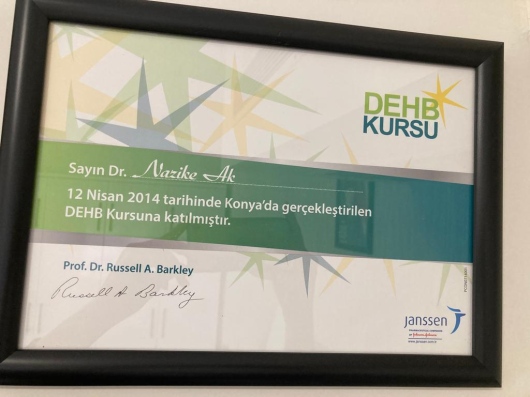 DEHB
KURSU
Sayın Dr. Nazike Ak
12 Nisan 2014 tarihinde Konya'da gerçekleştirilen
DEHB Kursuna katılmıştır.
Prof. Dr. Russell A. Barkley
Russell A Barkley
janssen